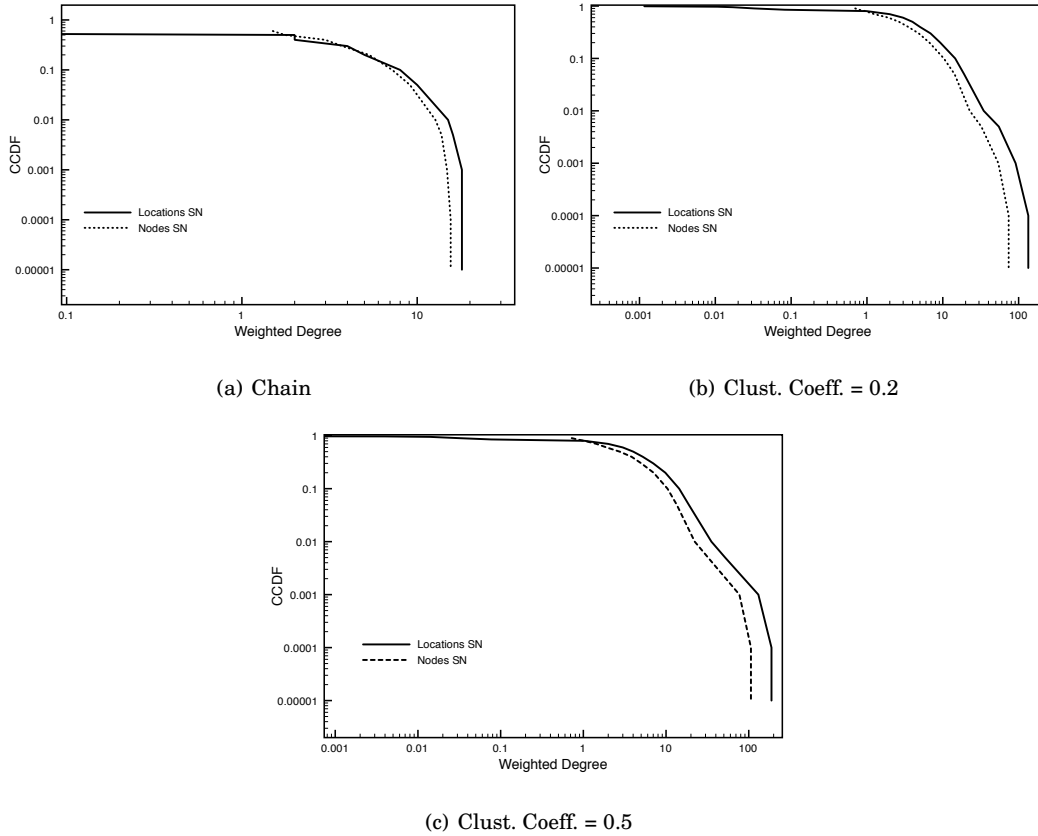 1
0.1
0.01
0.001
0.0001
0.00001
CCDF
Locations SN
Nodes SN
0.1
1
10
Weighted Degree
(a) Chain
1
0.1
0.01
0.001
0.0001
0.00001
CCDF
Locations SN
Nodes SN
0.001
0.01
0.1
1
10
100
Weighted Degree
(b) Clust. Coeff. = 0.2
1
0.1
0.01
0.001
0.0001
0.00001
CCDF
Locations SN
Nodes SN
0.001
0.01
0.1
1
10
100
Weighted Degree
(c) Clust. Coeff. = 0.5